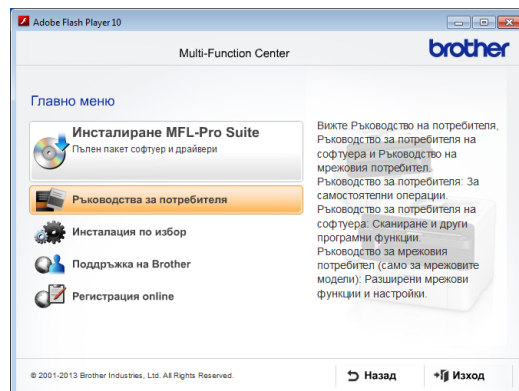 Adobe Flash Player 10
Multi-Function Center
brother
Главно меню
Инсталиране MFL-Pro Suite
Пълен пакет софтуер и драйвери
Ръководства за потребителя
Инсталация по избор
Поддръжка на Brother
Регистрация online
Вижте Ръководство на потребителя,
Ръководство за потребителя на
софтуера и Ръководство на
мрежовия потребител.
Ръководство за потребителя: За
самостоятелни операции.
Ръководство за потребителя на
софтуера: Сканиране и други
програмни функции.
Ръководство за мрежовия
потребител (само за мрежовите
модели): Разширени мрежови
функции и настройки.
© 2001-2013 Brother Industries, Ltd. All Rights Reserved.
Назад
Изход